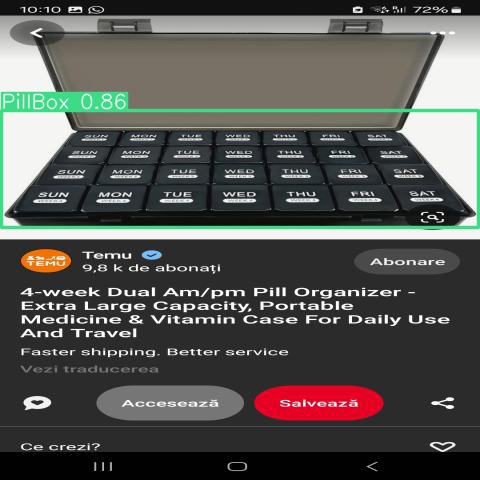 10:10
72%
PillBox 0.86
SUN MON TUE WED THU FRI SAT
SUN MON TUE WED THU FRI SAT
SUN MON TUE WED THU FRI SAT
SUN MON TUE WED THU FRI SAT
TEMU
Temu
9,8 k de abonați
Abonare
4-week Dual Am/pm Pill Organizer -
Extra Large Capacity, Portable
Medicine & Vitamin Case For Daily Use
And Travel
Faster shipping. Better service
Vezi traducerea
Accesează
Salvează
Ce crezi?